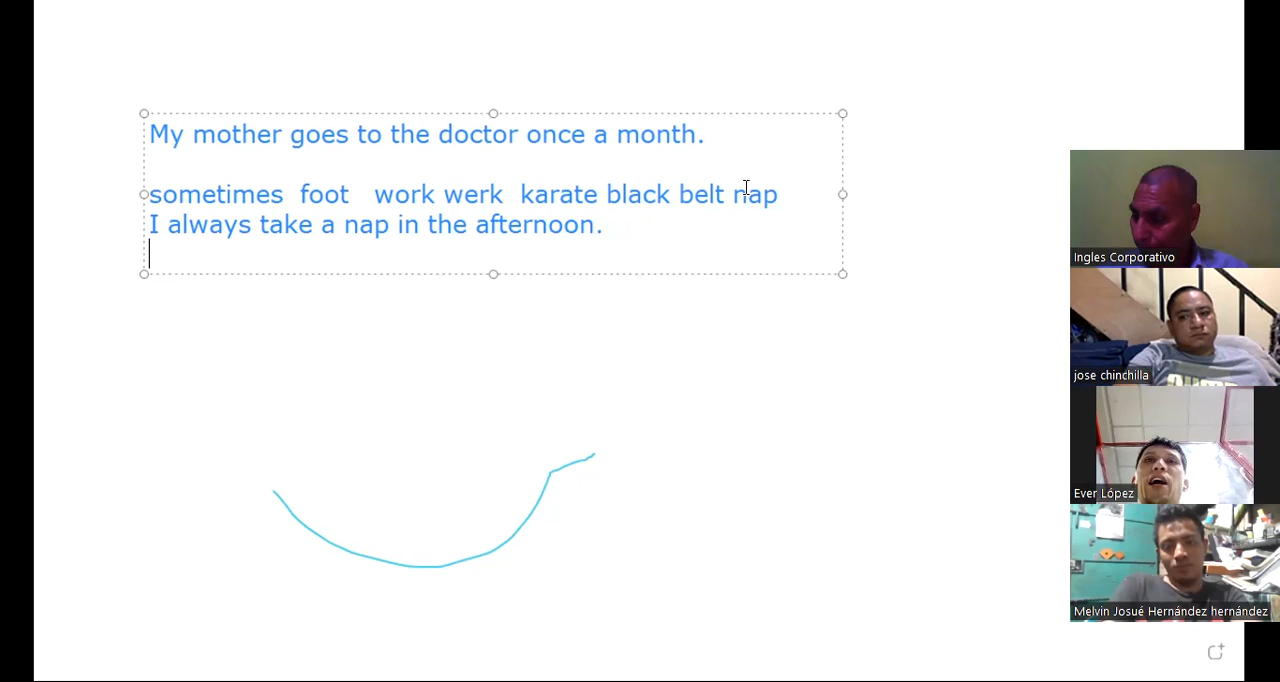 My mother goes to the doctor once a month.
sometimes foot work werk karate black belt nap
I always take a nap in the afternoon.
Ingles Corporativo
jose chinchilla
Ever López
Melvin Josué Hernández hernández